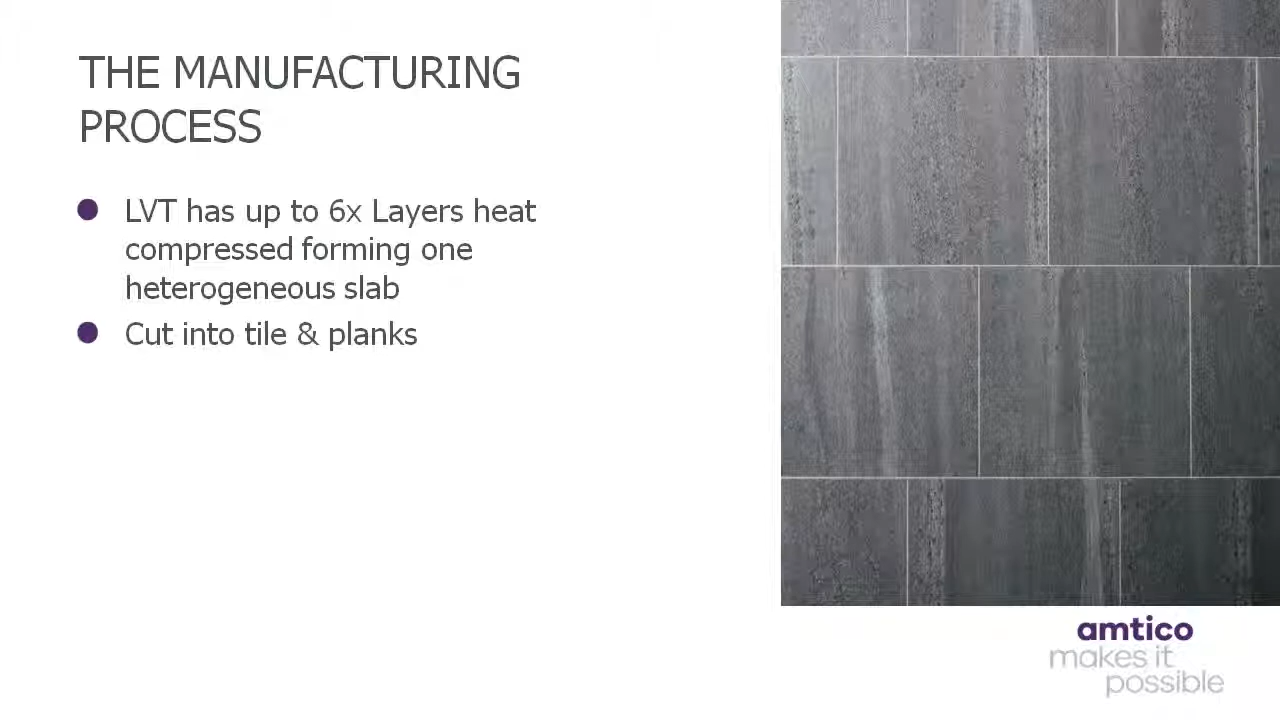 THE MANUFACTURING
PROCESS
LVT has up to 6x Layers heat
compressed forming one
heterogeneous slab
Cut into tile & planks
amtico
makes it
possible